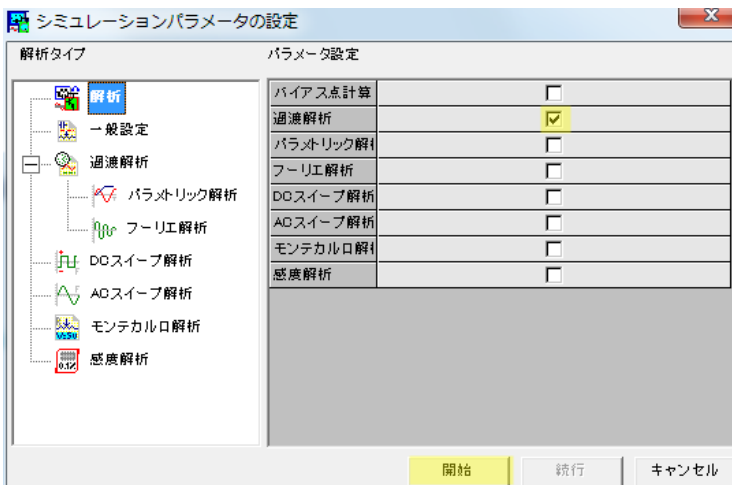 シミュレーションパラメータの設定
解析タイプ
パラメータ設定
解析
一般設定
過渡解析
パラメトリック解析
フーリエ解析
DCスイープ解析
ACスイープ解析
モンテカルロ解析
感度解析
バイアス点計算
過渡解析
パラメトリック解
フーリエ解析
DCスイープ解析
ACスイープ解析
モンテカルロ解
感度解析
開始
続行
キャンセル